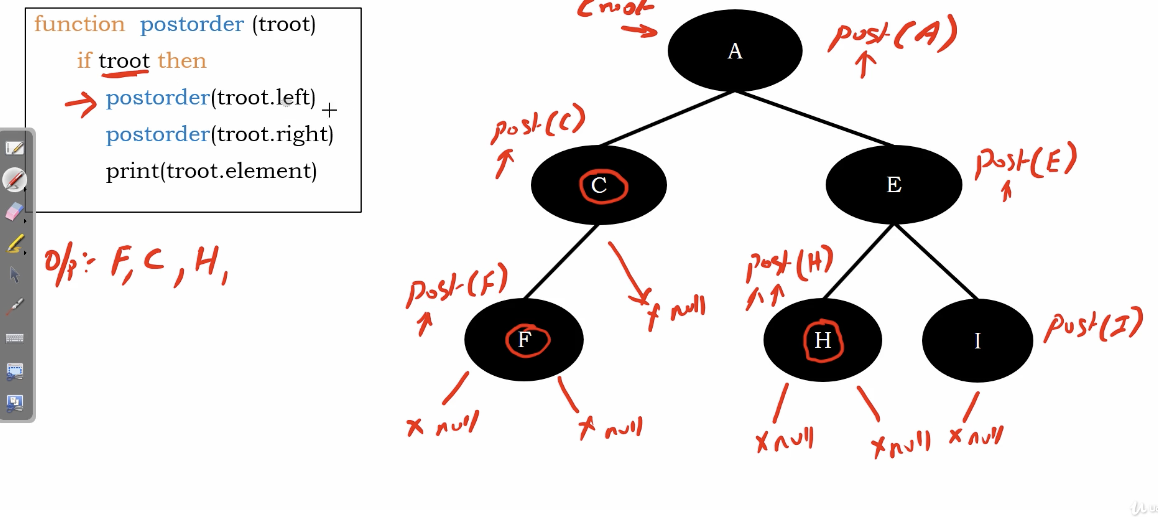 function postorder (troot)
if troot then
postorder(troot.left)
postorder(troot.right)
print(troot.element)
O/P:- F, C, H,
troot
A
post(A)
post(C)
C
E
post(E)
post(F)
null
post(H)
F
H
I
post(I)
x null
x null
x null
x null
x null